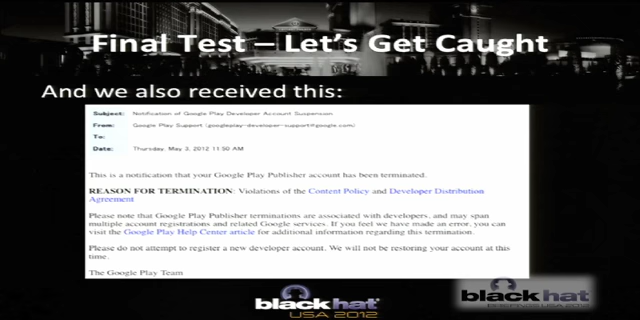 Final Test – Let's Get Caught
And we also received this:
Subject: Notification of Google Play Developer Account Suspension
From: Google Play Support (googleplay-developer-support@google.com)
To:
Date: Thursday, May 3, 2012 11:50 AM
This is a notification that your Google Play Publisher account has been terminated.
REASON FOR TERMINATION: Violations of the Content Policy and Developer Distribution
Agreement
Please note that Google Play Publisher terminations are associated with developers, and may span
multiple account registrations and related Google services. If you feel we have made an error, you can
visit the Google Play Help Center article for additional information regarding this termination.
Please do not attempt to register a new developer account. We will not be restoring your account at this
time.
The Google Play Team
black hat
USA 2012
black hat
BRIEFINGS USA 2012